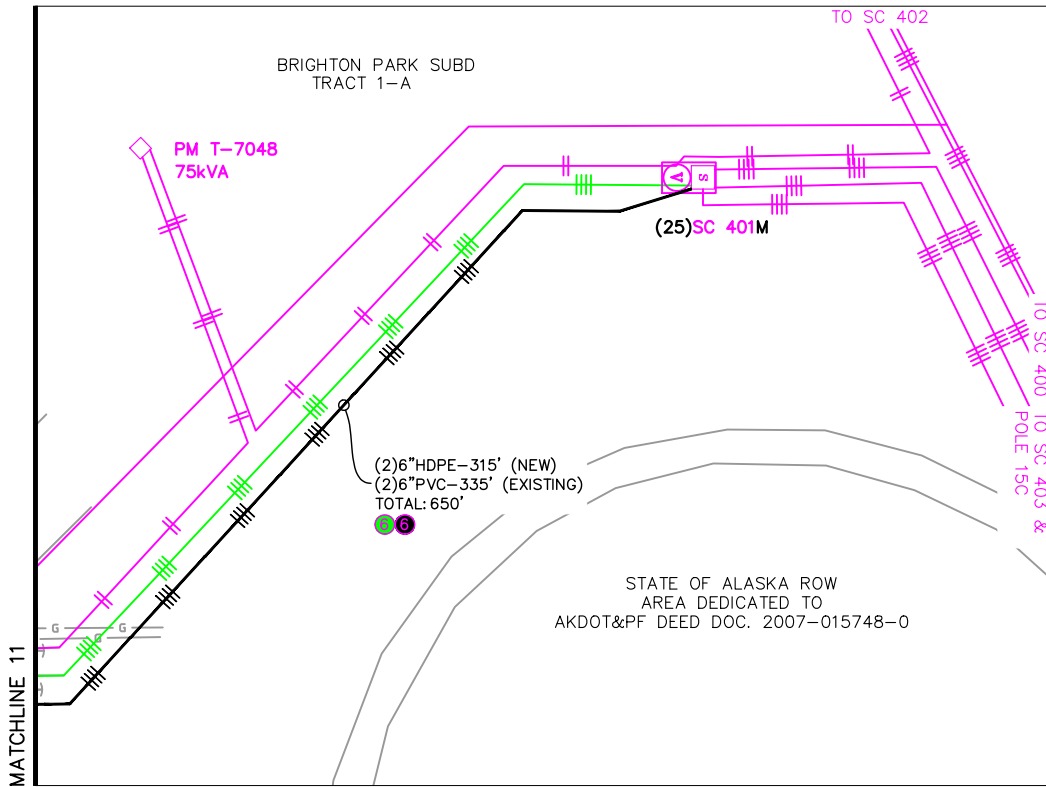 TO SC 402
BRIGHTON PARK SUBD
TRACT 1-A
PM T-7048
75kVA
V
S
(25)SC 401M
TO SC 400
TO SC 403 &
POLE 15C
(2)6"HDPE-315' (NEW)
(2)6"PVC-335' (EXISTING)
TOTAL: 650'
6 6
STATE OF ALASKA ROW
AREA DEDICATED TO
AKDOT&PF DEED DOC. 2007-015748-0
G G
G
MATCHLINE 11